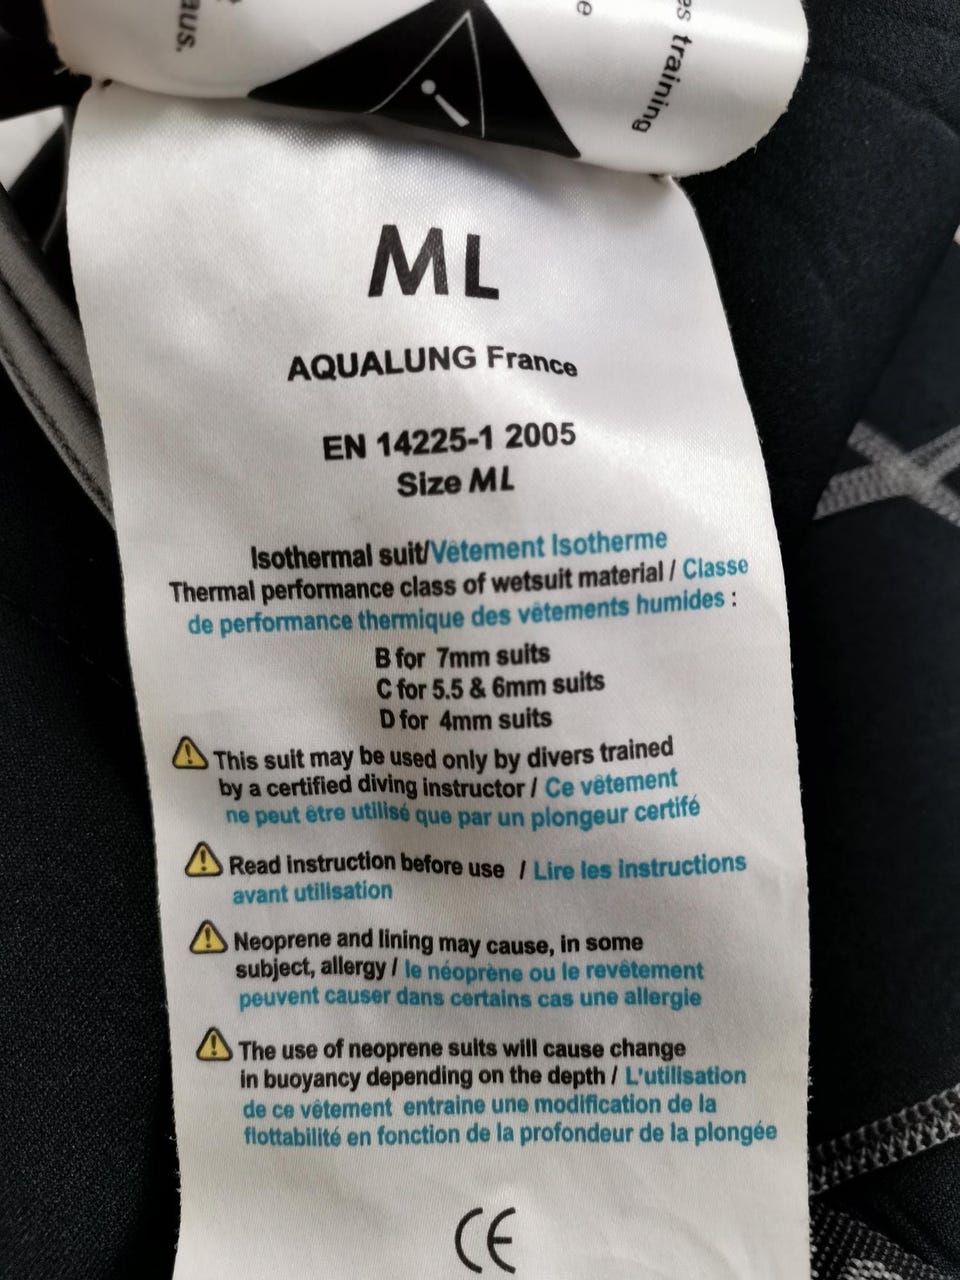 aus.
es training
e
ML
AQUALUNG France
EN 14225-1 2005
Size ML
Isothermal suit/Vêtement Isotherme
Thermal performance class of wetsuit material / Classe
de performance thermique des vêtements humides :
B for 7mm suits
C for 5.5 & 6mm suits
D for 4mm suits
This suit may be used only by divers trained
by a certified diving instructor / Ce vêtement
ne peut être utilisé que par un plongeur certifé
Read instruction before use / Lire les instructions
avant utilisation
Neoprene and lining may cause, in some
subject, allergy / le néoprène ou le revêtement
peuvent causer dans certains cas une allergie
The use of neoprene suits will cause change
in buoyancy depending on the depth / L'utilisation
de ce vêtement entraine une modification de la
flottabilité en fonction de la profondeur de la plongée
CE